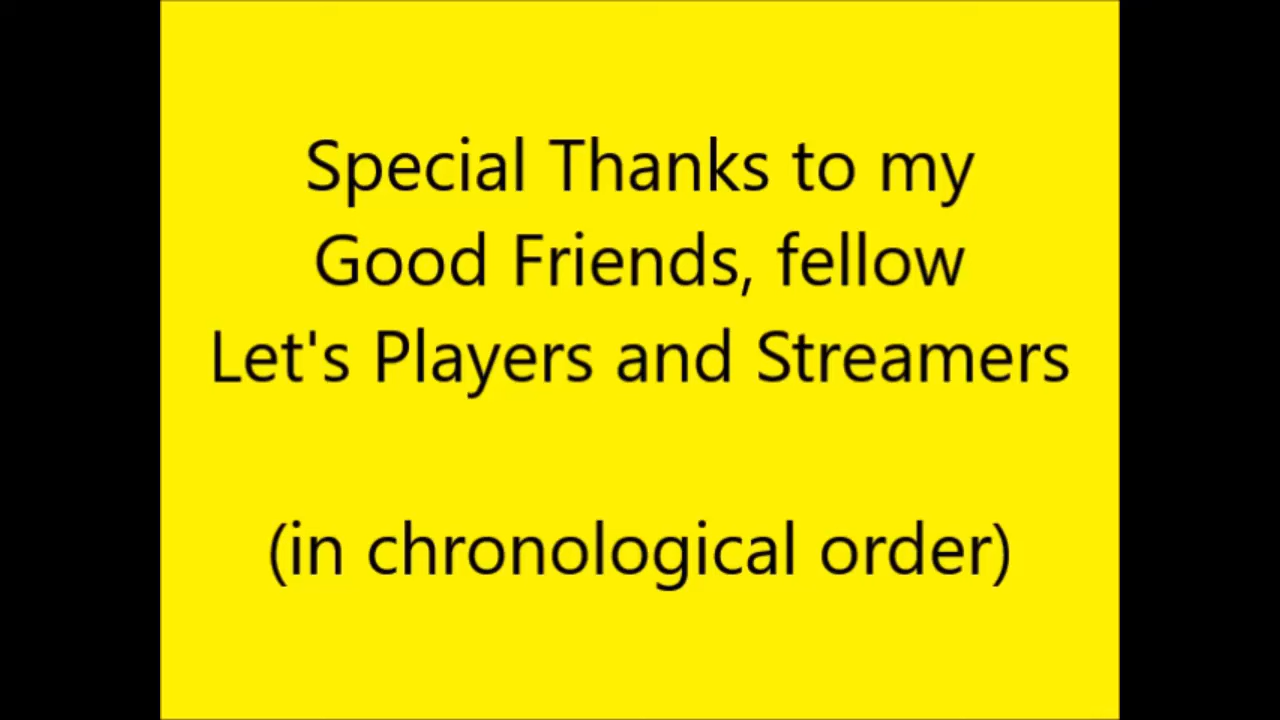 Special Thanks to my
Good Friends, fellow
Let's Players and Streamers
(in chronological order)